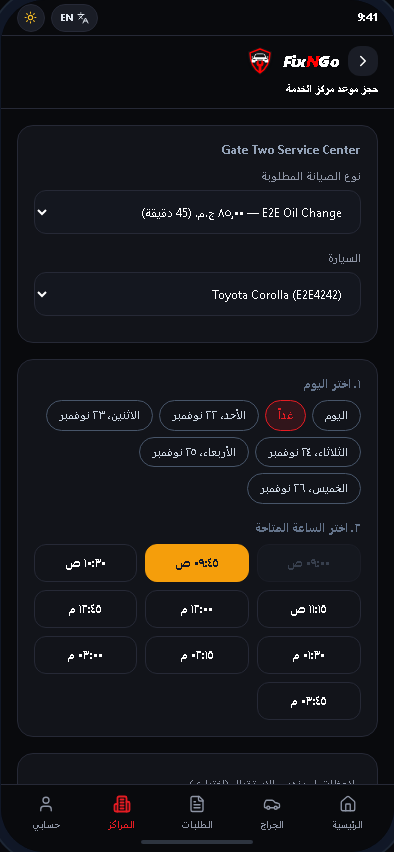 EN
9:41
FixNGo
حجز موعد مركز الخدمة
Gate Two Service Center
نوع الصيانة المطلوبة
E2E Oil Change — ٨٥٫٠٠ ج.م. (45 دقيقة)
السيارة
Toyota Corolla (E2E4242)
١. اختر اليوم
اليوم غداً الأحد، ٢٢ نوفمبر الاثنين، ٢٣ نوفمبر
الثلاثاء، ٢٤ نوفمبر الأربعاء، ٢٥ نوفمبر
الخميس، ٢٦ نوفمبر
٢. اختر الساعة المتاحة
٠٩:٠٠ ص ٠٩:٤٥ ص ١٠:٣٠ ص
١١:١٥ ص ١٢:٠٠ م ١٢:٤٥ م
٠١:٣٠ م ٠٢:١٥ م ٠٣:٠٠ م
٠٣:٤٥ م
الرئيسية الجراج الطلبات المراكز حسابي